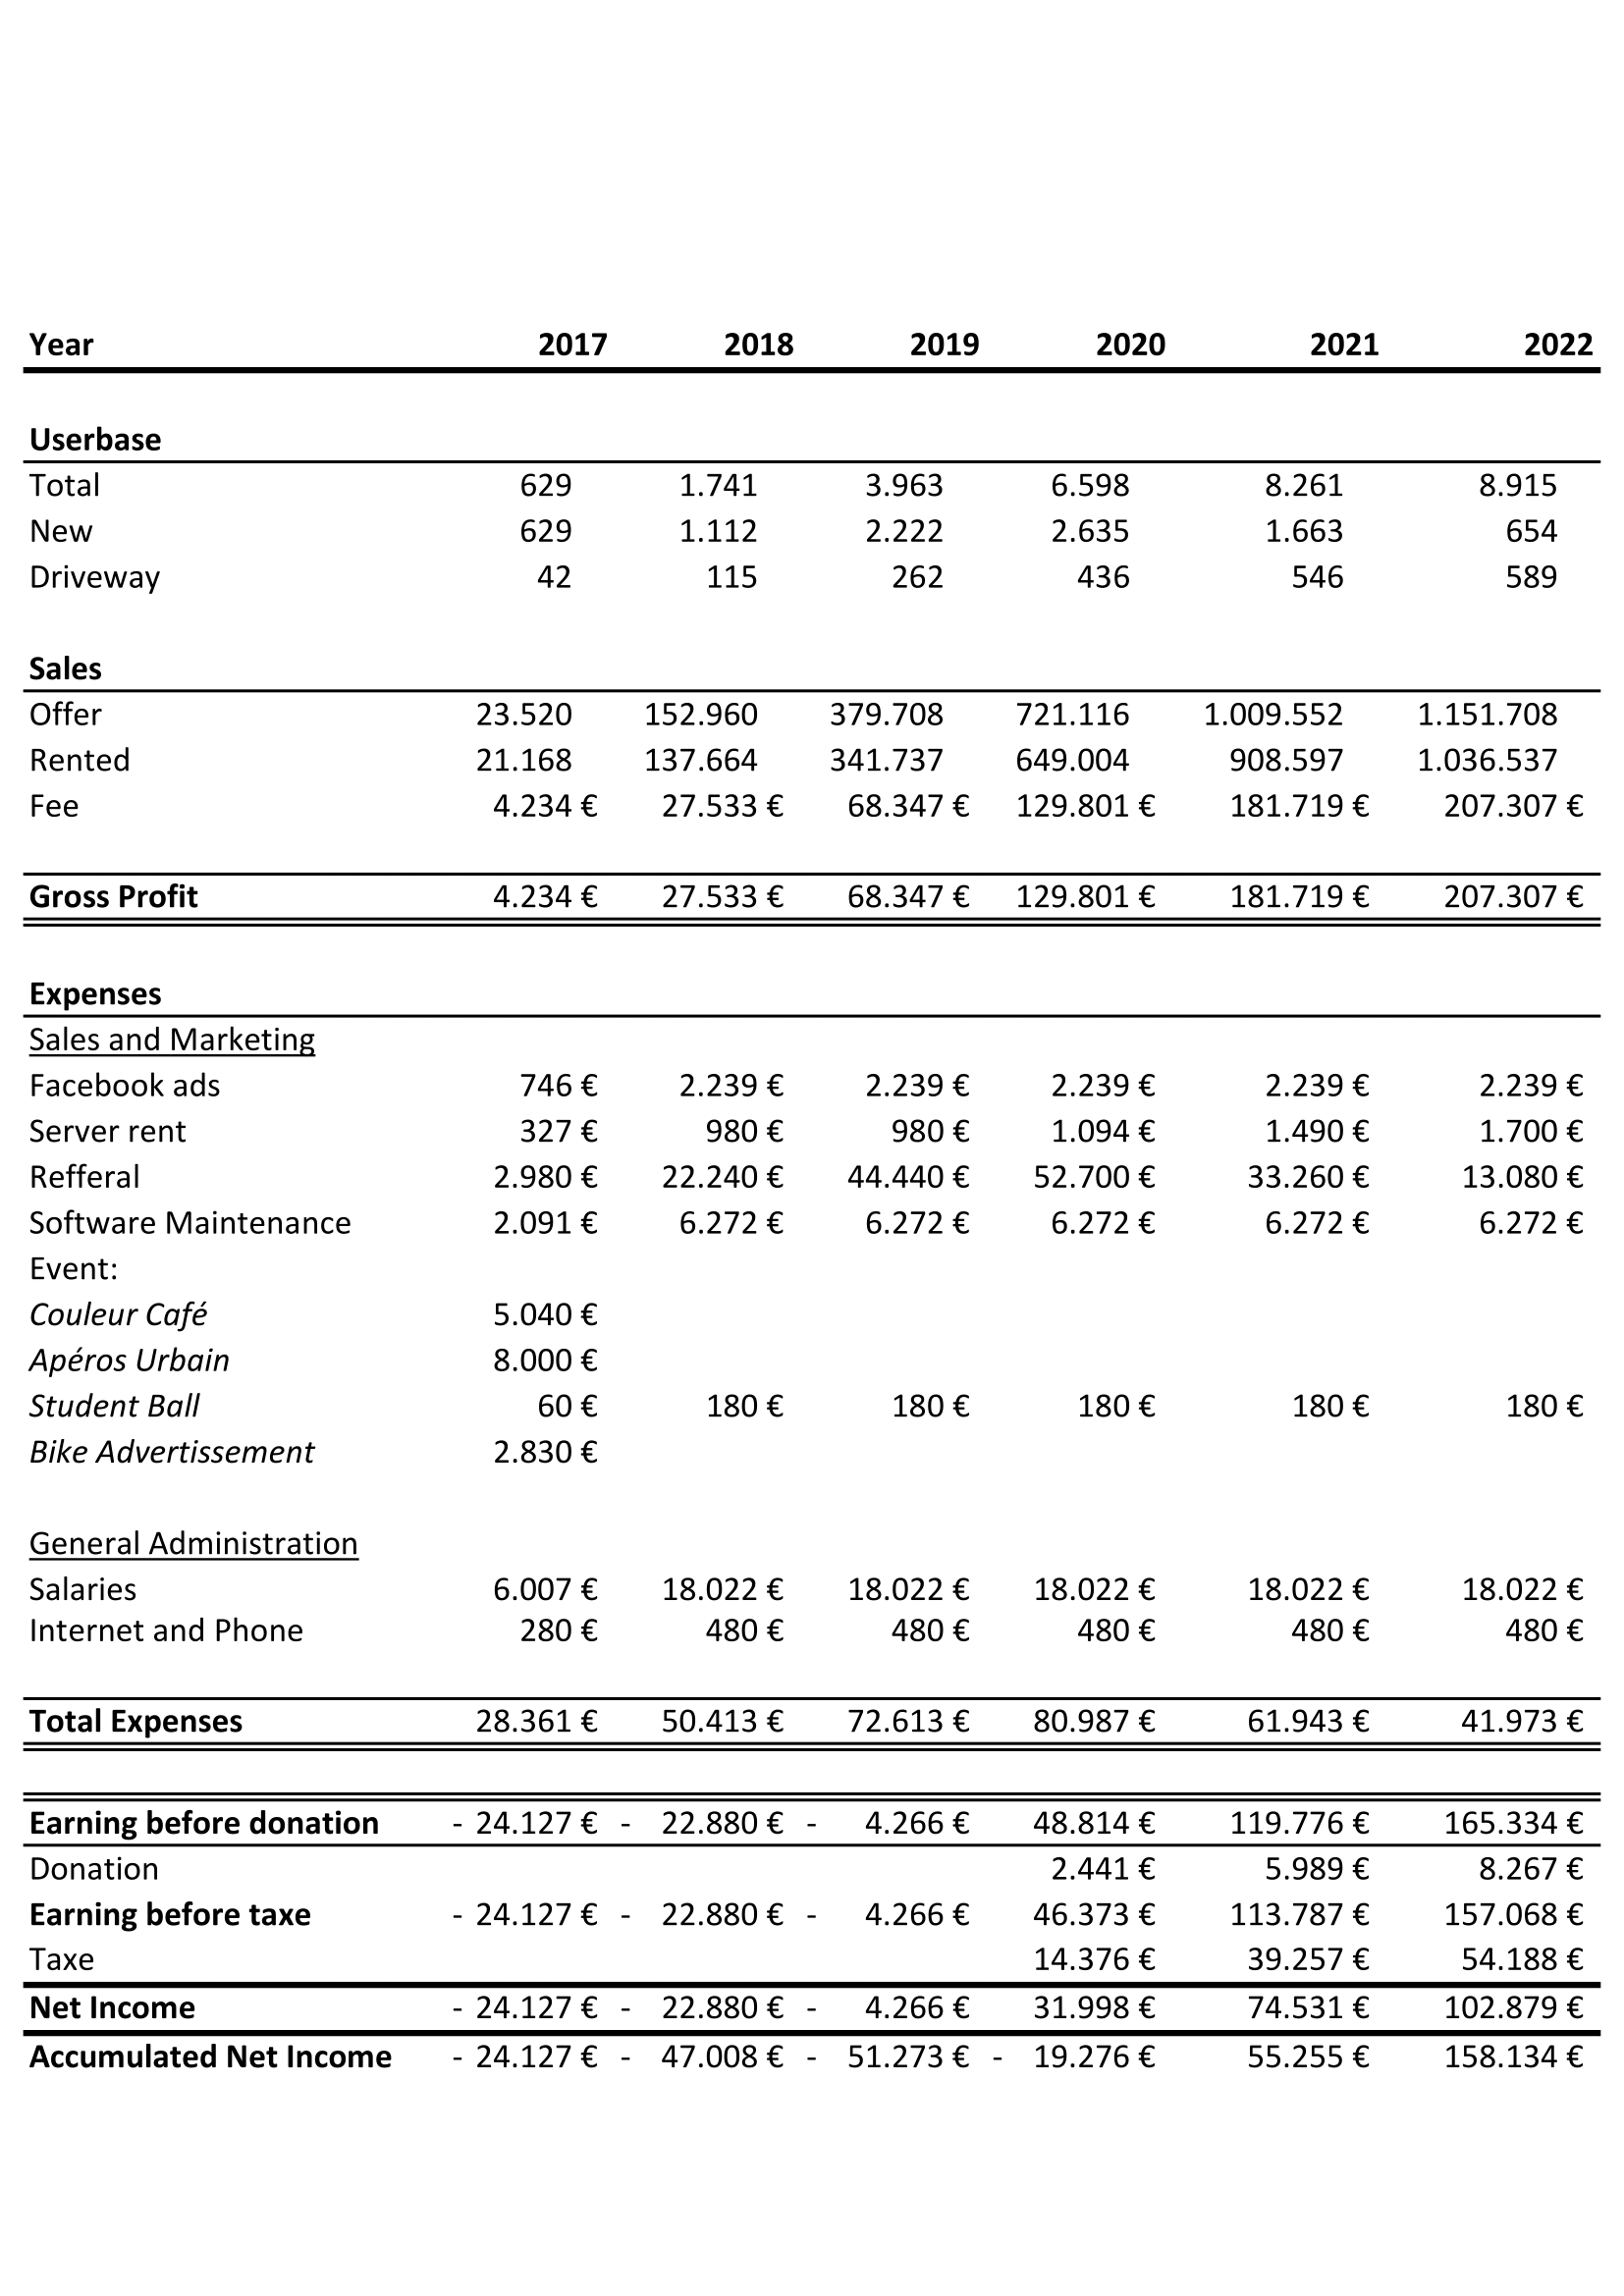 Year 2017 2018 2019 2020 2021 2022
Userbase
Total 629 1.741 3.963 6.598 8.261 8.915
New 629 1.112 2.222 2.635 1.663 654
Driveway 42 115 262 436 546 589
Sales
Offer 23.520 152.960 379.708 721.116 1.009.552 1.151.708
Rented 21.168 137.664 341.737 649.004 908.597 1.036.537
Fee 4.234 € 27.533 € 68.347 € 129.801 € 181.719 € 207.307 €
Gross Profit 4.234 € 27.533 € 68.347 € 129.801 € 181.719 € 207.307 €
Expenses
Sales and Marketing
Facebook ads 746 € 2.239 € 2.239 € 2.239 € 2.239 € 2.239 €
Server rent 327 € 980 € 980 € 1.094 € 1.490 € 1.700 €
Refferal 2.980 € 22.240 € 44.440 € 52.700 € 33.260 € 13.080 €
Software Maintenance 2.091 € 6.272 € 6.272 € 6.272 € 6.272 € 6.272 €
Event:
Couleur Café 5.040 €
Apéros Urbain 8.000 €
Student Ball 60 € 180 € 180 € 180 € 180 € 180 €
Bike Advertissement 2.830 €
General Administration
Salaries 6.007 € 18.022 € 18.022 € 18.022 € 18.022 € 18.022 €
Internet and Phone 280 € 480 € 480 € 480 € 480 € 480 €
Total Expenses 28.361 € 50.413 € 72.613 € 80.987 € 61.943 € 41.973 €
Earning before donation - 24.127 € - 22.880 € - 4.266 € 48.814 € 119.776 € 165.334 €
Donation 2.441 € 5.989 € 8.267 €
Earning before taxe - 24.127 € - 22.880 € - 4.266 € 46.373 € 113.787 € 157.068 €
Taxe 14.376 € 39.257 € 54.188 €
Net Income - 24.127 € - 22.880 € - 4.266 € 31.998 € 74.531 € 102.879 €
Accumulated Net Income - 24.127 € - 47.008 € - 51.273 € - 19.276 € 55.255 € 158.134 €